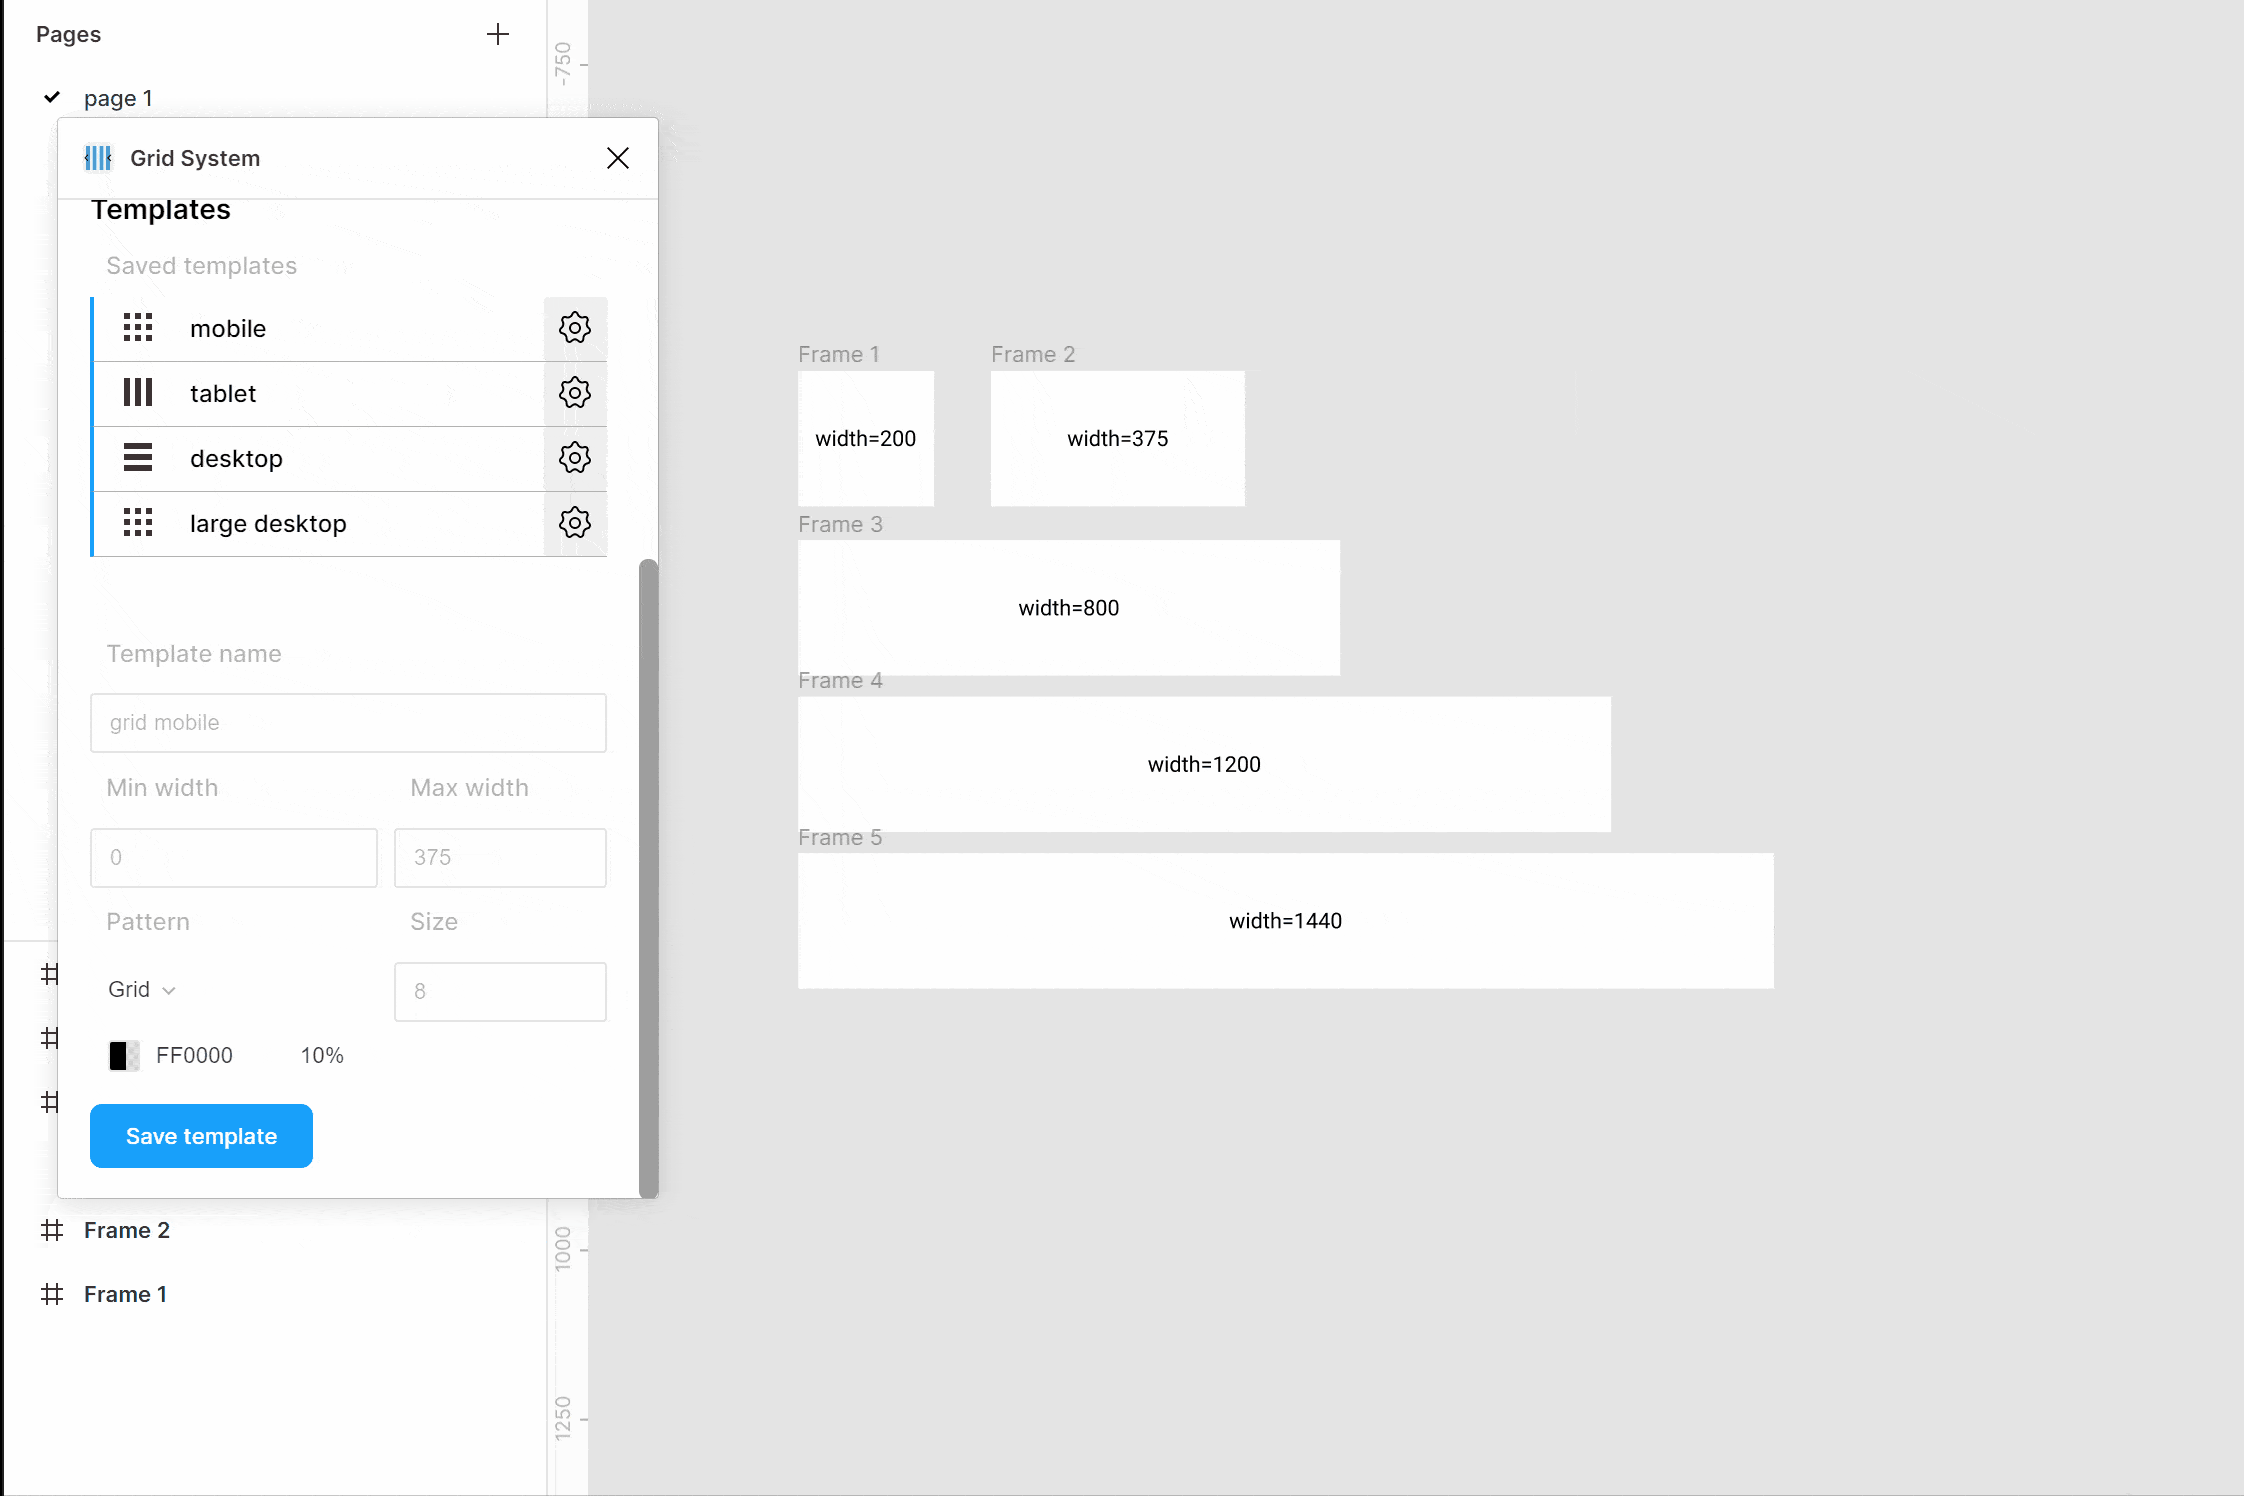 Pages
page 1
Grid System
Templates
Saved templates
mobile
tablet
desktop
large desktop
Template name
grid mobile
Min width
Max width
0
375
Pattern
Size
Grid
8
FF0000
10%
Save template
Frame 2
Frame 1
-750
1000
1250
Frame 1
Frame 2
width=200
width=375
Frame 3
width=800
Frame 4
width=1200
Frame 5
width=1440